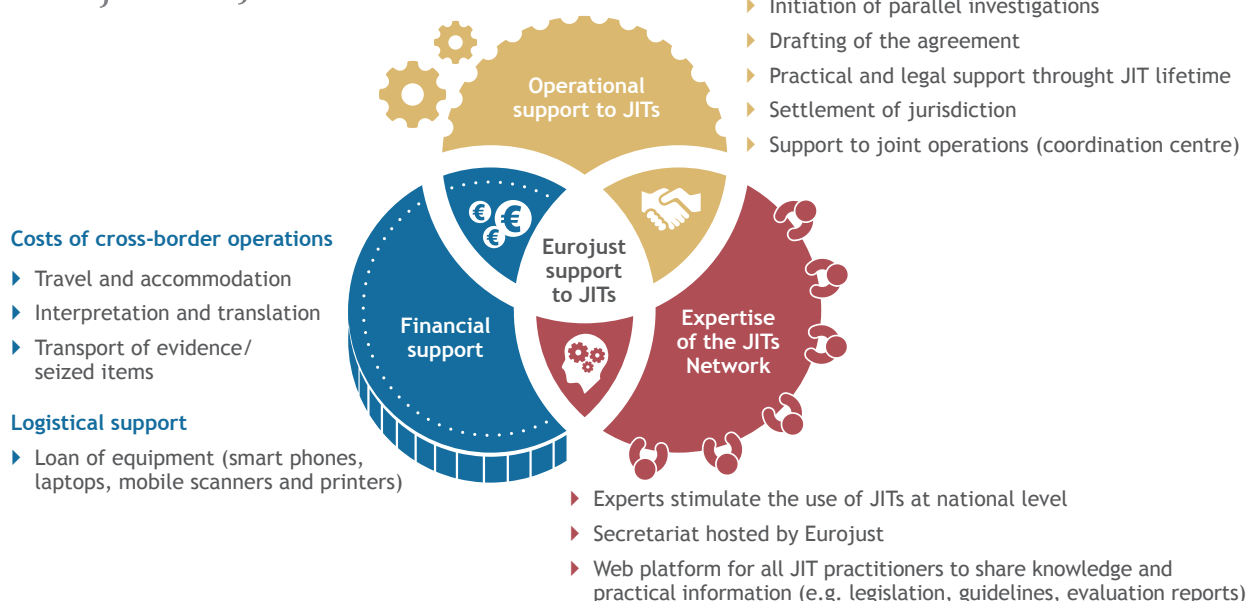 Initiation of parallel investigations
Drafting of the agreement
Practical and legal support throught JIT lifetime
Settlement of jurisdiction
Support to joint operations (coordination centre)
Operational
support to JITs
Eurojust
support
to JITs
Costs of cross-border operations
Travel and accommodation
Interpretation and translation
Transport of evidence/
seized items
Logistical support
Loan of equipment (smart phones,
laptops, mobile scanners and printers)
Financial
support
Expertise
of the JITs
Network
Experts stimulate the use of JITs at national level
Secretariat hosted by Eurojust
Web platform for all JIT practitioners to share knowledge and
practical information (e.g. legislation, guidelines, evaluation reports)
€
€
€